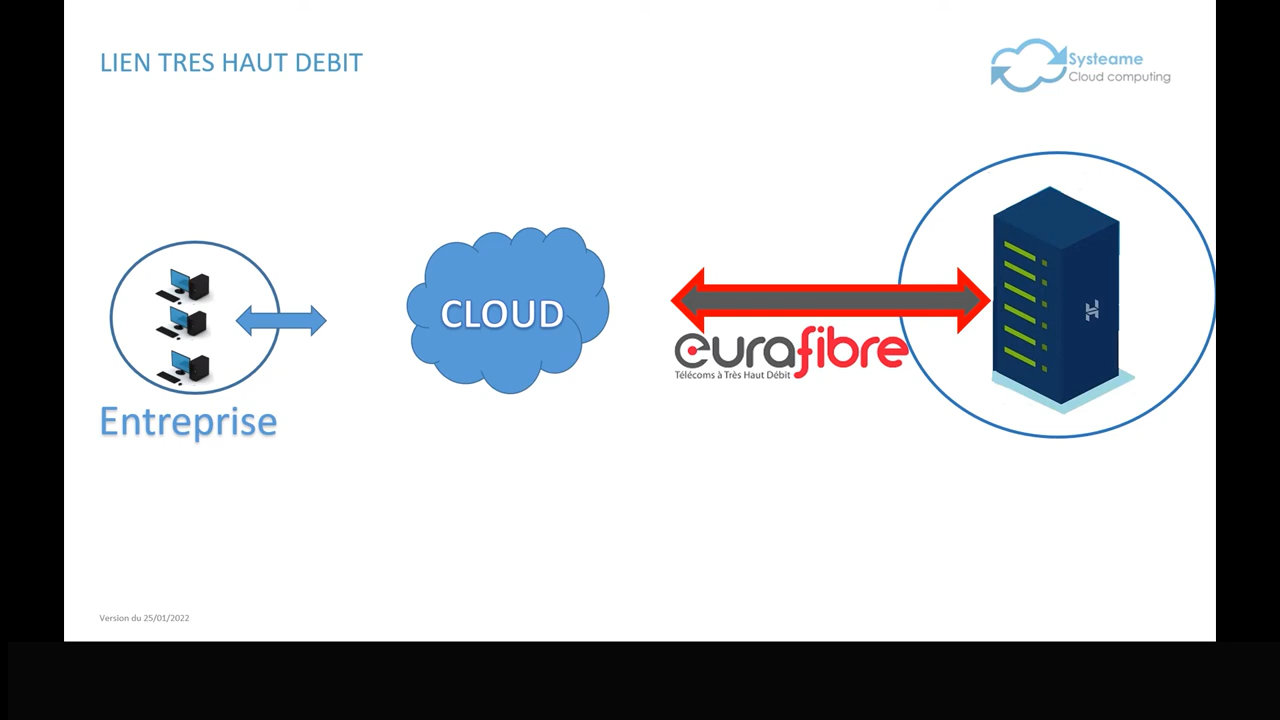 LIEN TRES HAUT DEBIT
Systeame
Cloud computing
CLOUD
eurafibre
Télécoms à Très Haut Débit
Entreprise
Version du 25/01/2022